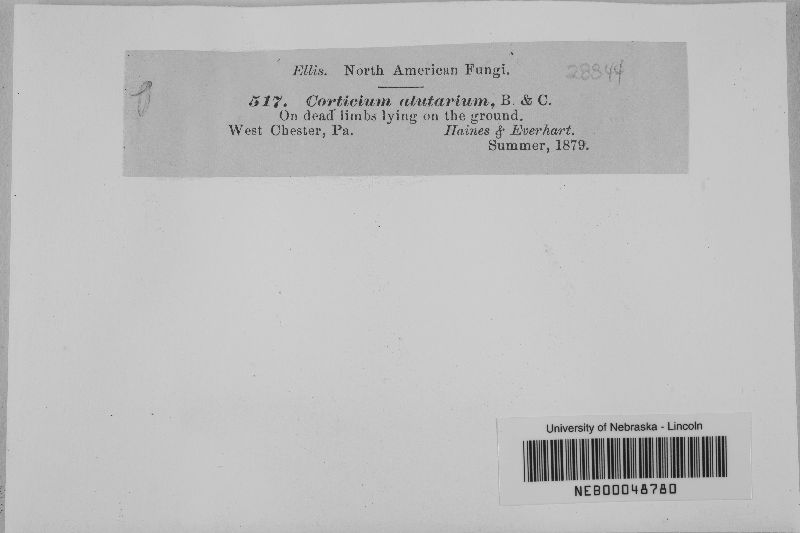 Ellis. North American Fungi.
28344
517. Corticium alutarium, B. & C.
On dead limbs lying on the ground.
West Chester, Pa. Haines & Everhart.
Summer, 1879.
University of Nebraska - Lincoln
NEB00048780